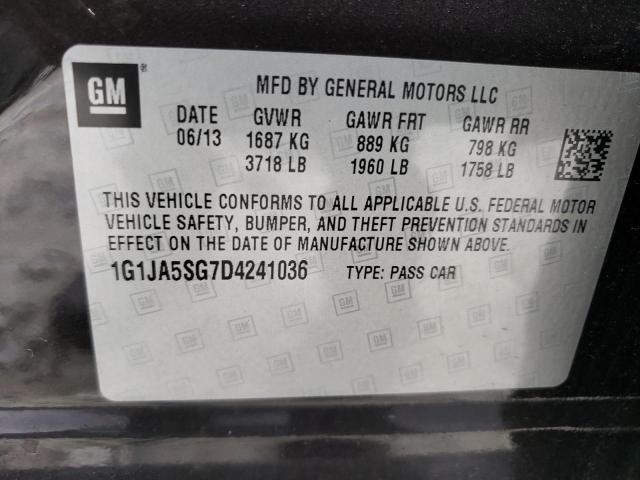 GM®
MFD BY GENERAL MOTORS LLC
DATE GVWR GAWR FRT GAWR RR
06/13 1687 KG 889 KG 798 KG
3718 LB 1960 LB 1758 LB
THIS VEHICLE CONFORMS TO ALL APPLICABLE U.S. FEDERAL MOTOR
VEHICLE SAFETY, BUMPER, AND THEFT PREVENTION STANDARDS IN
EFFECT ON THE DATE OF MANUFACTURE SHOWN ABOVE.
1G1JA5SG7D4241036 TYPE: PASS CAR